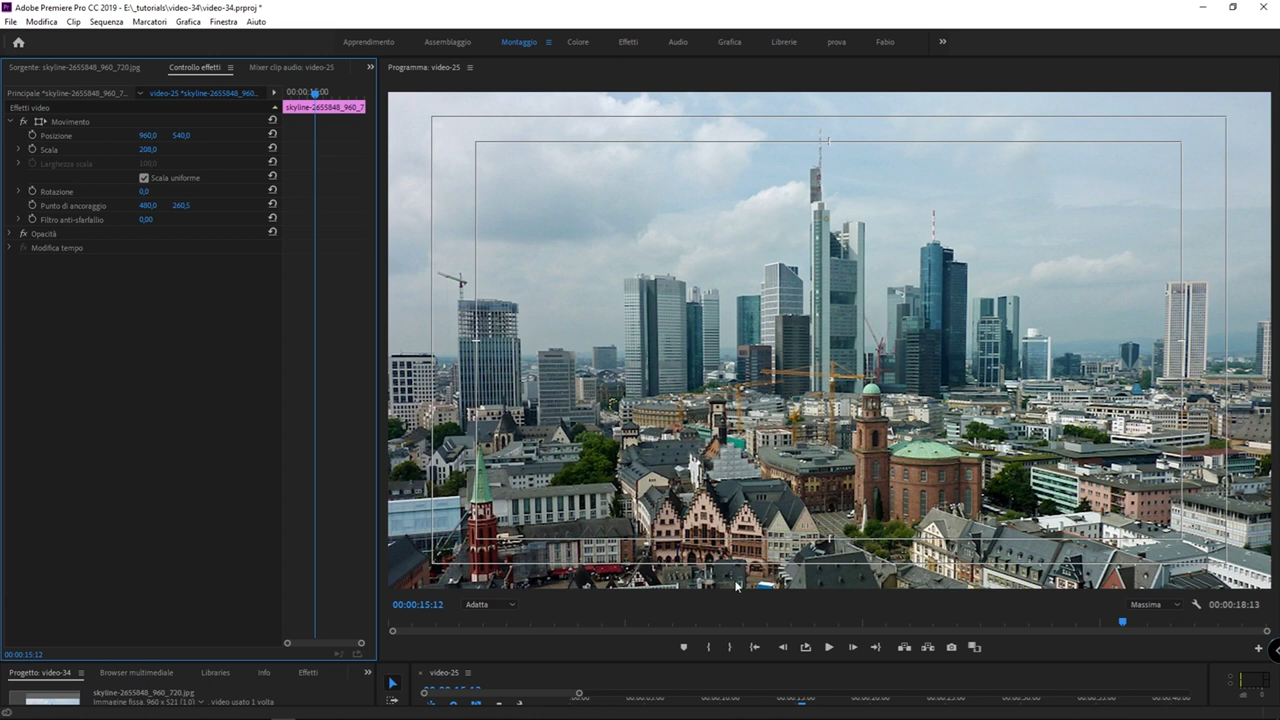 Adobe Premiere Pro CC 2019 - E:\_tutorials\video-34\video-34.prproj *
File Modifica Clip Sequenza Marcatori Grafica Finestra Aiuto
Apprendimento Assemblaggio Montaggio Colore Effetti Audio Grafica Librerie prova Fabio
Sorgente: skyline-2655848_960_720.jpg Controllo effetti Mixer clip audio: video-25
Programma: video-25
Principale *skyline-2655848_960_7... video-25 *skyline-2655848_960...
Effetti video
skyline-2655848_960_7
fx Movimento
Posizione 960,0 540,0
Scala 208,0
Larghezza scala 100,0
Scala uniforme
Rotazione 0,0
Punto di ancoraggio 480,0 260,5
Filtro anti-sfarfallio 0,00
fx Opacità
fx Modifica tempo
00:00:15:12 Adatta Massima 00:00:18:13
00:00:15:12
Progetto: video-34 Browser multimediale Libraries Info Effetti
video-25
skyline-2655848_960_720.jpg
Immagine fissa, 960 x 521 (1,0) video usato 1 volta